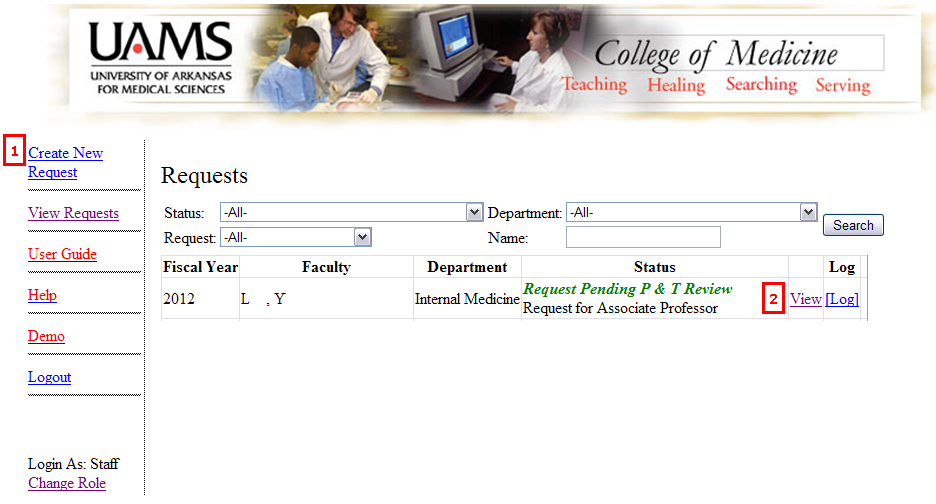 UAMS
UNIVERSITY OF ARKANSAS
FOR MEDICAL SCIENCES
College of Medicine
Teaching Healing Searching Serving
1
Create New
Request
View Requests
User Guide
Help
Demo
Logout
Login As: Staff
Change Role
Requests
Status: -All- Department: -All-
Request: -All- Name: Search
Fiscal Year Faculty Department Status Log
2012 L , Y Internal Medicine Request Pending P & T Review 2 View [Log]
Request for Associate Professor